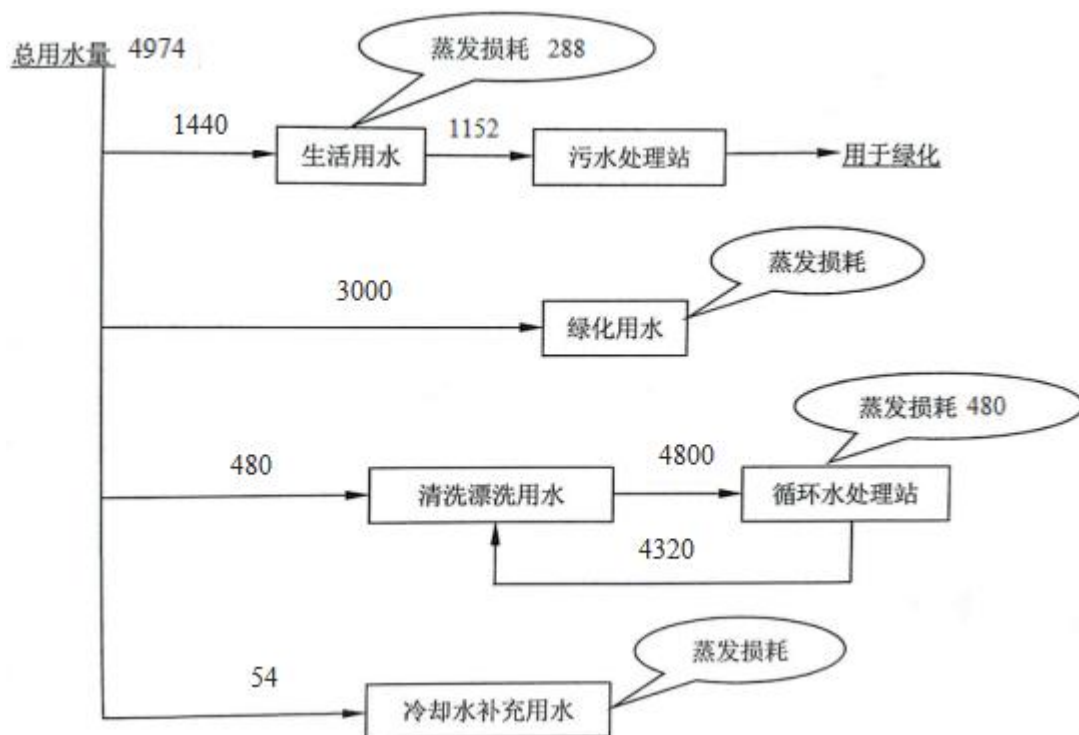 总用水量 4974
蒸发损耗 288
1440
生活用水
1152
污水处理站
用于绿化
蒸发损耗
3000
绿化用水
蒸发损耗 480
480
清洗漂洗用水
4800
循环水处理站
4320
蒸发损耗
54
冷却水补充用水